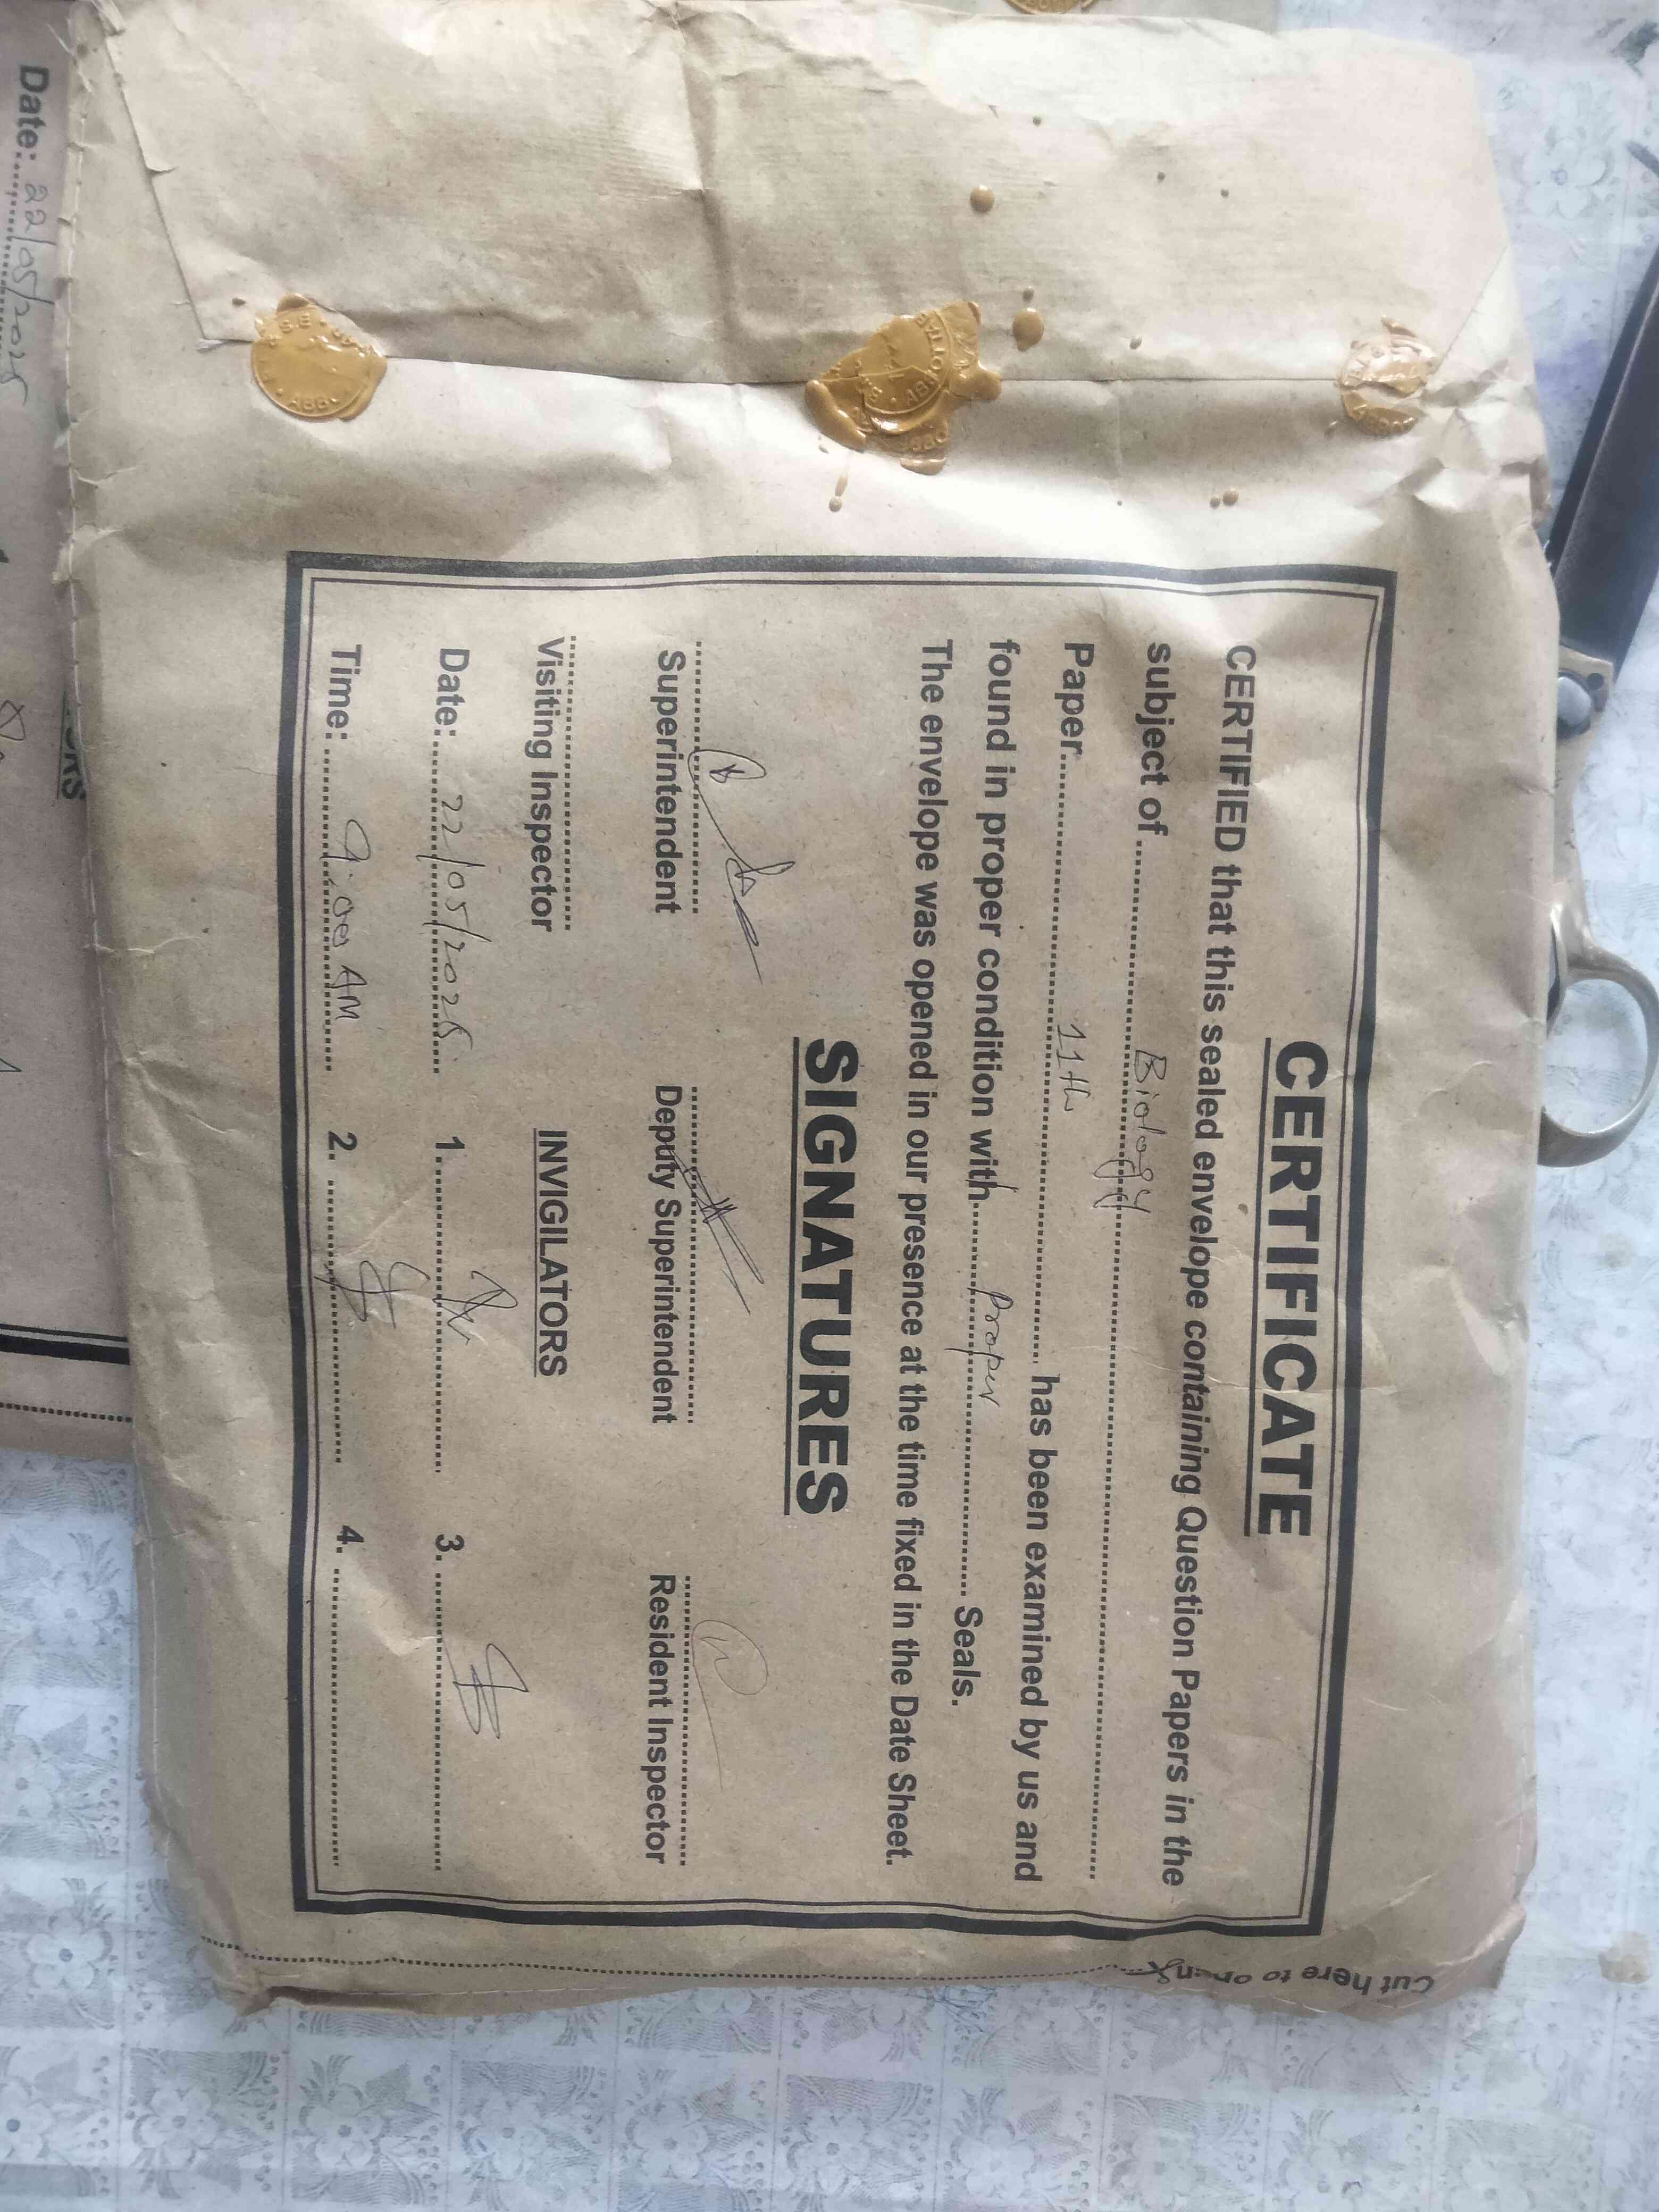 CERTIFICATE
CERTIFIED that this sealed envelope containing Question Papers in the
subject of .......... Biology ..........
Paper .......... 11th .......... has been examined by us and
found in proper condition with .......... Proper .......... Seals.
The envelope was opened in our presence at the time fixed in the Date Sheet.
SIGNATURES
Superintendent Deputy Superintendent Resident Inspector
Visiting Inspector INVIGILATORS
Date: 22/05/2025 1. .......... 3. ..........
Time: 9:00 AM 2. .......... 4. ..........
Cut here to open
Date: 22/05/2025